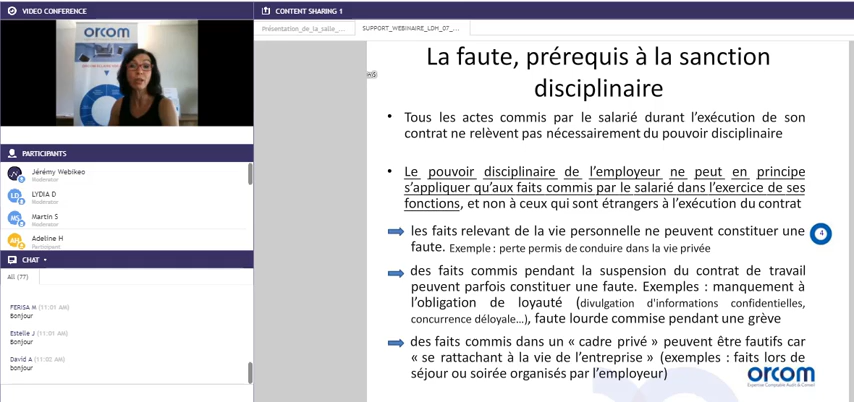 VIDEO CONFERENCE
CONTENT SHARING 1
orcom
PARTICIPANTS
Jérémy Webikeo
Moderator
LD
LYDIA D
Moderator
MS
Martin S
Moderator
AH
Adeline H
Participant
CHAT
All (77)
FERISA M (11:01 AM)
Bonjour
Estelle J (11:01 AM)
Bonjour
David A (11:02 AM)
bonjour
Présentation_de_la_salle_...
SUPPORT_WEBINAIRE_LDH_07_...
La faute, prérequis à la sanction
disciplinaire
• Tous les actes commis par le salarié durant l'exécution de son
contrat ne relèvent pas nécessairement du pouvoir disciplinaire
• Le pouvoir disciplinaire de l'employeur ne peut en principe
s'appliquer qu'aux faits commis par le salarié dans l'exercice de ses
fonctions, et non à ceux qui sont étrangers à l'exécution du contrat
les faits relevant de la vie personnelle ne peuvent constituer une
faute. Exemple : perte permis de conduire dans la vie privée
4
des faits commis pendant la suspension du contrat de travail
peuvent parfois constituer une faute. Exemples : manquement à
l'obligation de loyauté (divulgation d'informations confidentielles,
concurrence déloyale...), faute lourde commise pendant une grève
des faits commis dans un « cadre privé » peuvent être fautifs car
« se rattachant à la vie de l'entreprise » (exemples : faits lors de
séjour ou soirée organisés par l'employeur)
orcom
Expertise Comptable Audit & Conseil